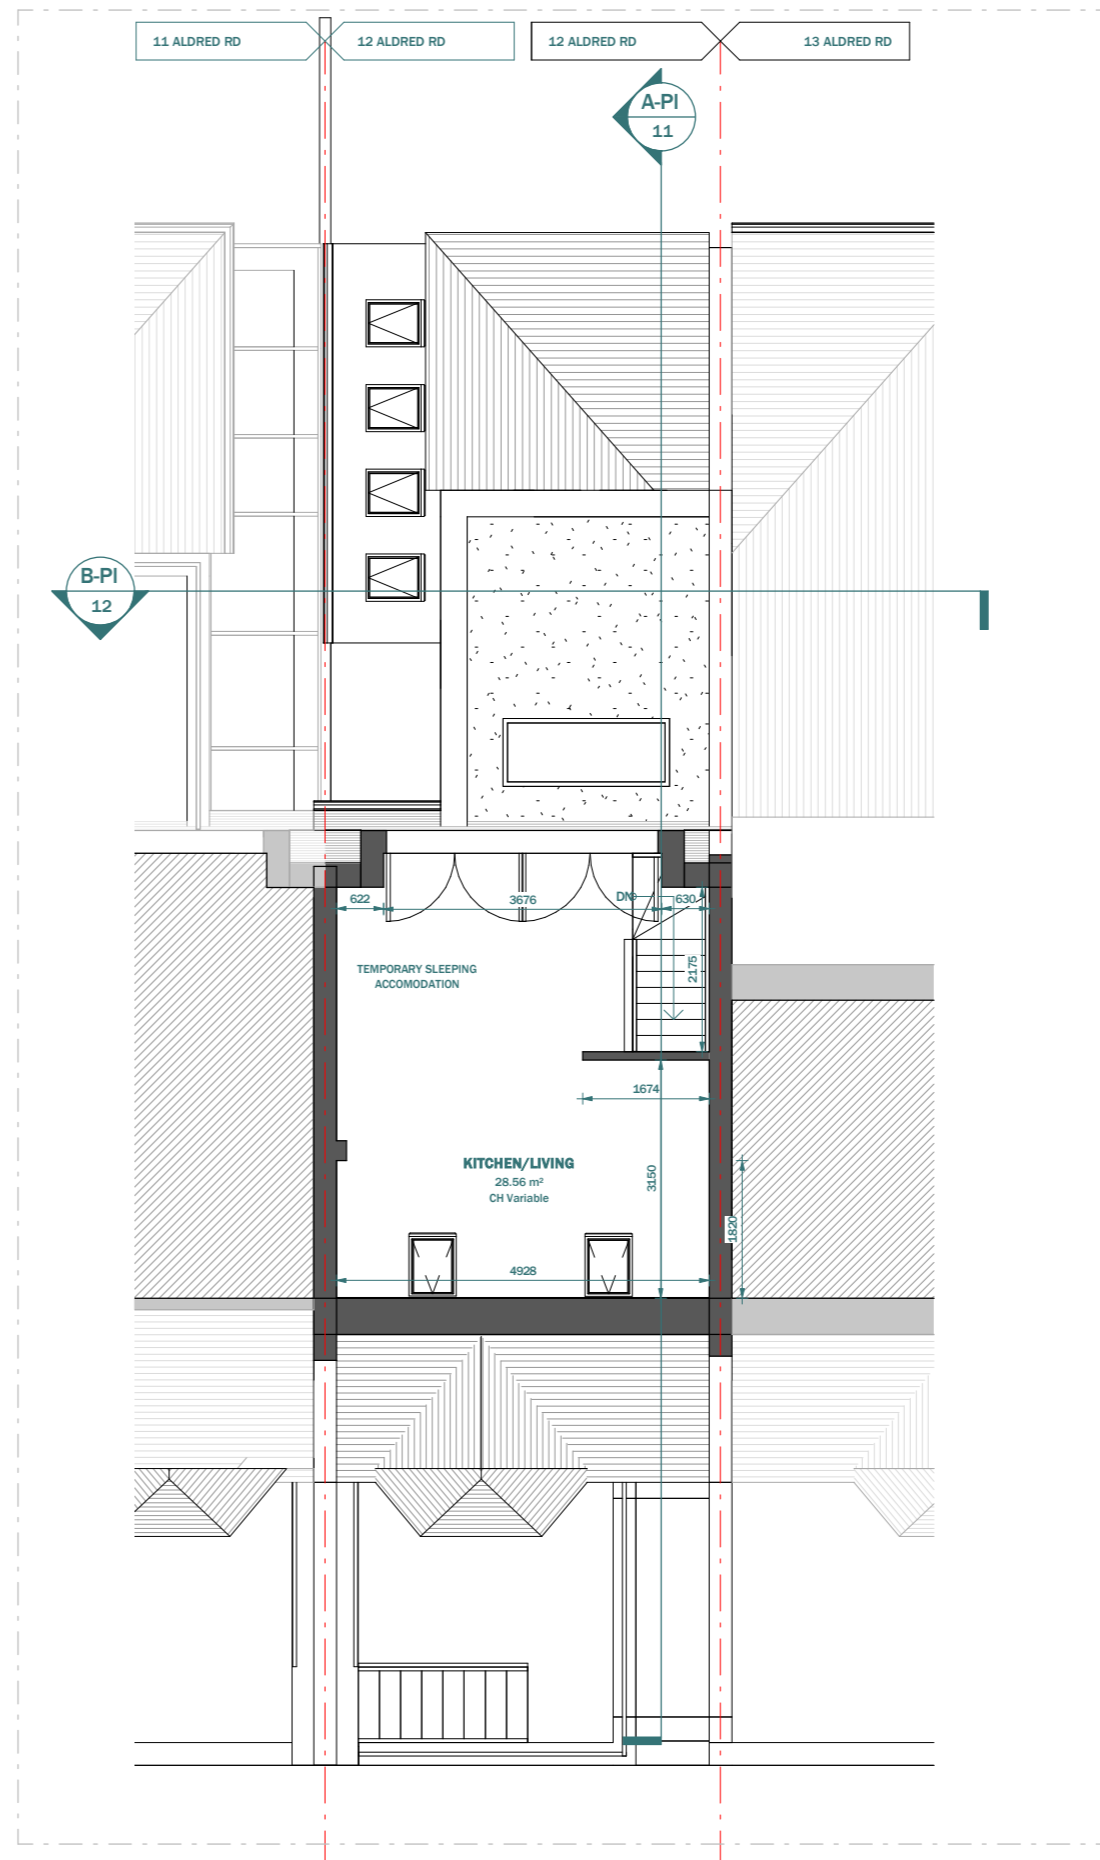 11 ALDRED RD
12 ALDRED RD
12 ALDRED RD
13 ALDRED RD
A-PI
11
B-PI
12
622
3676
DN
630
2175
TEMPORARY SLEEPING
ACCOMODATION
1674
KITCHEN/LIVING
28.56 m²
CH Variable
3150
1820
4928